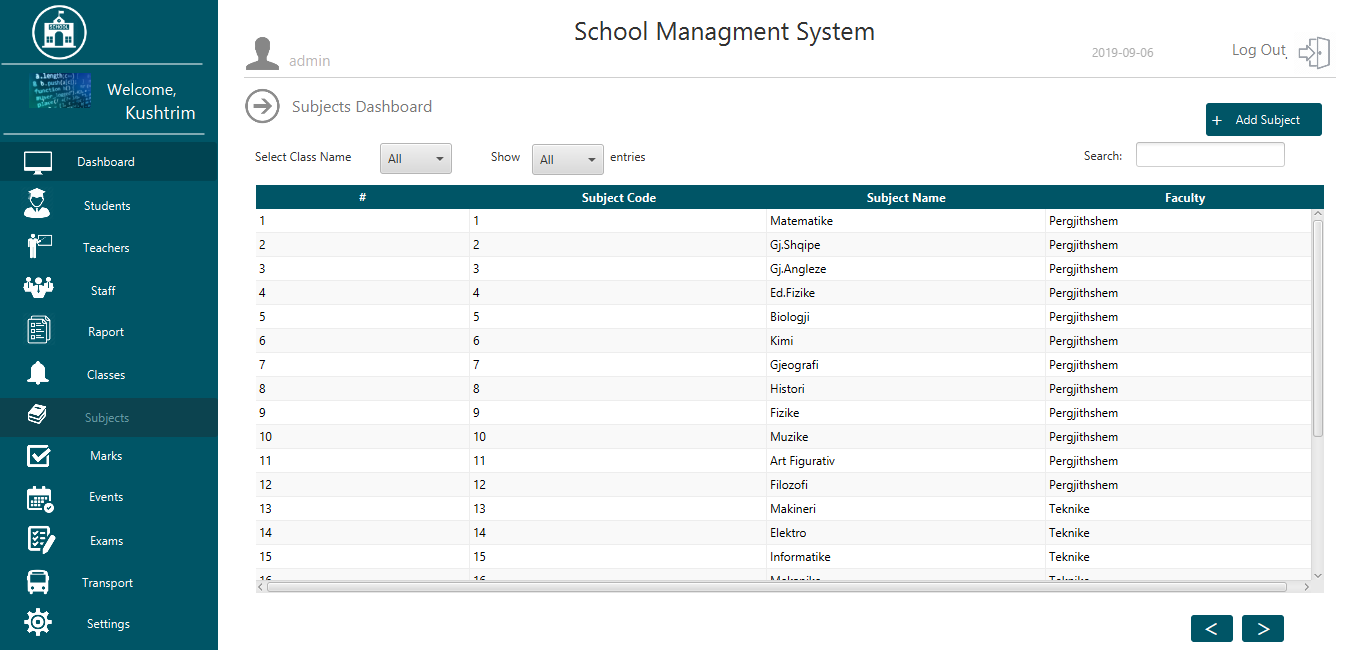 SCHOOL
School Managment System
admin
2019-09-06
Log Out
a.length;c++)
Welcome,
Kushtrim
Subjects Dashboard
+ Add Subject
Select Class Name All Show All entries Search:
# Subject Code Subject Name Faculty
1 1 Matematike Pergjithshem
2 2 Gj.Shqipe Pergjithshem
3 3 Gj.Angleze Pergjithshem
4 4 Ed.Fizike Pergjithshem
5 5 Biologji Pergjithshem
6 6 Kimi Pergjithshem
7 7 Gjeografi Pergjithshem
8 8 Histori Pergjithshem
9 9 Fizike Pergjithshem
10 10 Muzike Pergjithshem
11 11 Art Figurativ Pergjithshem
12 12 Filozofi Pergjithshem
13 13 Makineri Teknike
14 14 Elektro Teknike
15 15 Informatike Teknike
16 16 Mekanike Teknike
Dashboard
Students
Teachers
Staff
Raport
Classes
Subjects
Marks
Events
Exams
Transport
Settings
< >